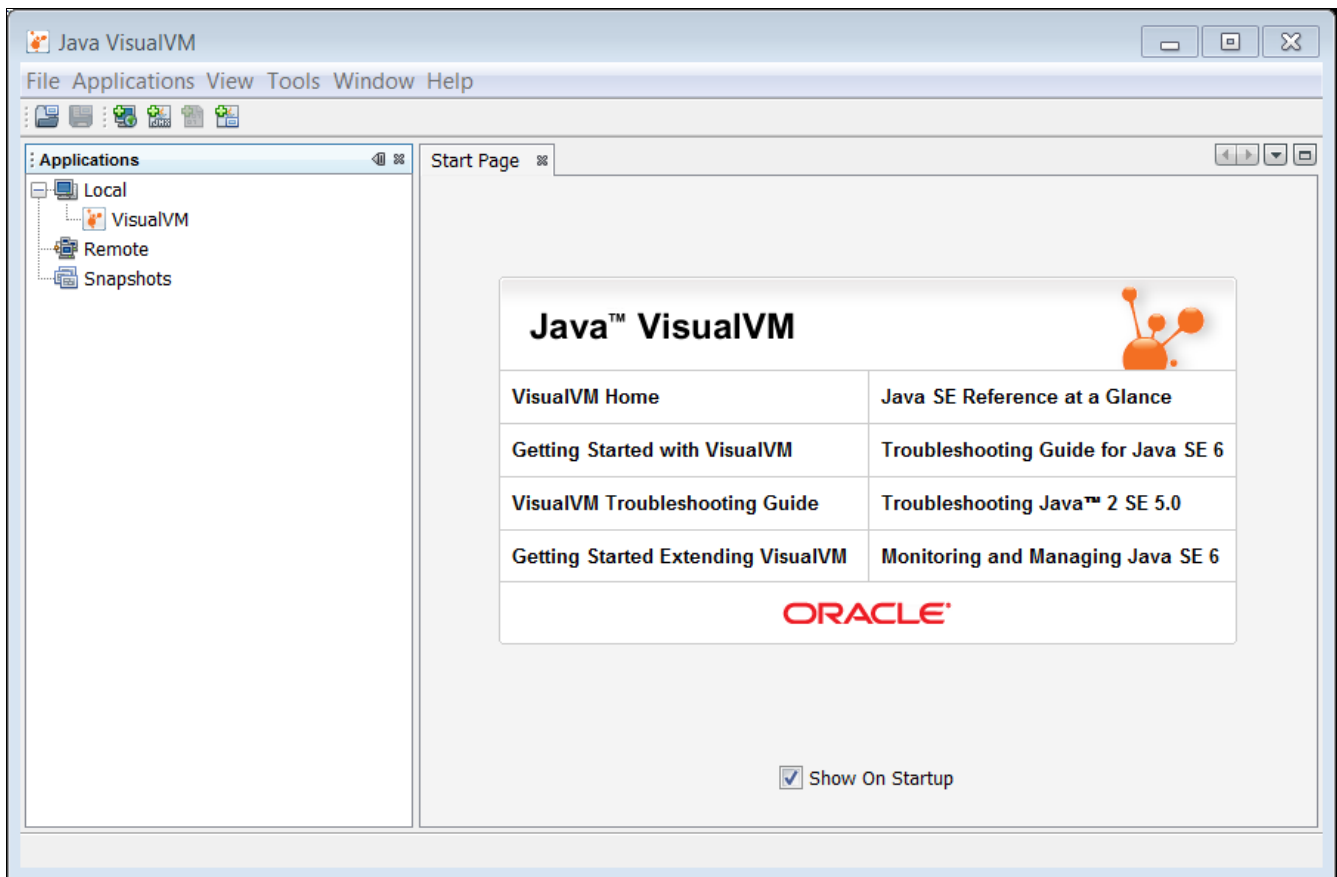 Java VisualVM
File Applications View Tools Window Help
JMX
Applications
Start Page
Local
VisualVM
Remote
Snapshots
Java™ VisualVM
VisualVM Home
Java SE Reference at a Glance
Getting Started with VisualVM
Troubleshooting Guide for Java SE 6
VisualVM Troubleshooting Guide
Troubleshooting Java™ 2 SE 5.0
Getting Started Extending VisualVM
Monitoring and Managing Java SE 6
ORACLE
Show On Startup